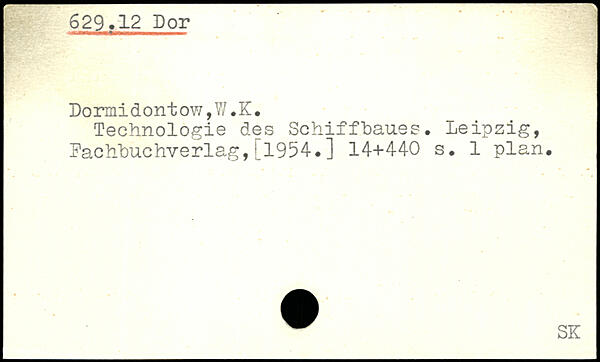 629.12 Dor
Dormidontow,W.K.
Technologie des Schiffbaues. Leipzig,
Fachbuchverlag,[1954.] 14+440 s. 1 plan.
SK